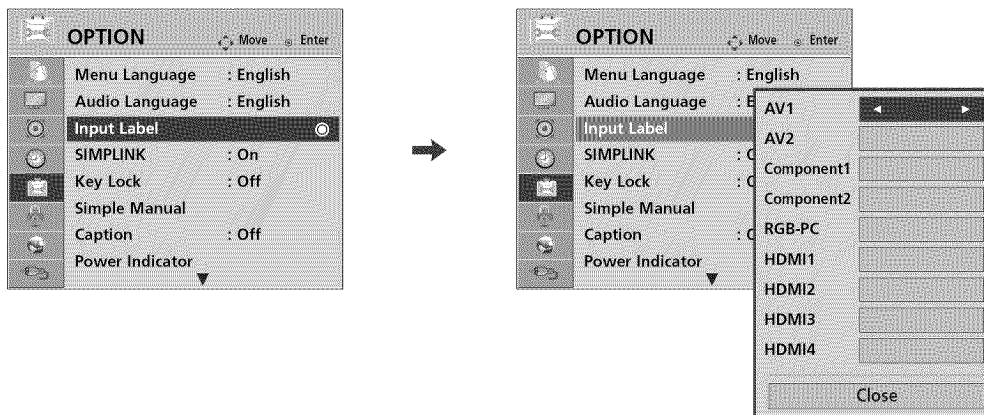 OPTION
Move
Enter
Menu Language : English
Audio Language : English
Input Label
SIMPLINK : On
Key Lock : Off
Simple Manual
Caption : Off
Power Indicator
OPTION
Move
Enter
Menu Language : English
Audio Language : E
Input Label
SIMPLINK : O
Key Lock : O
Simple Manual
Caption : O
Power Indicator
AV1
AV2
Component1
Component2
RGB-PC
HDMI1
HDMI2
HDMI3
HDMI4
Close